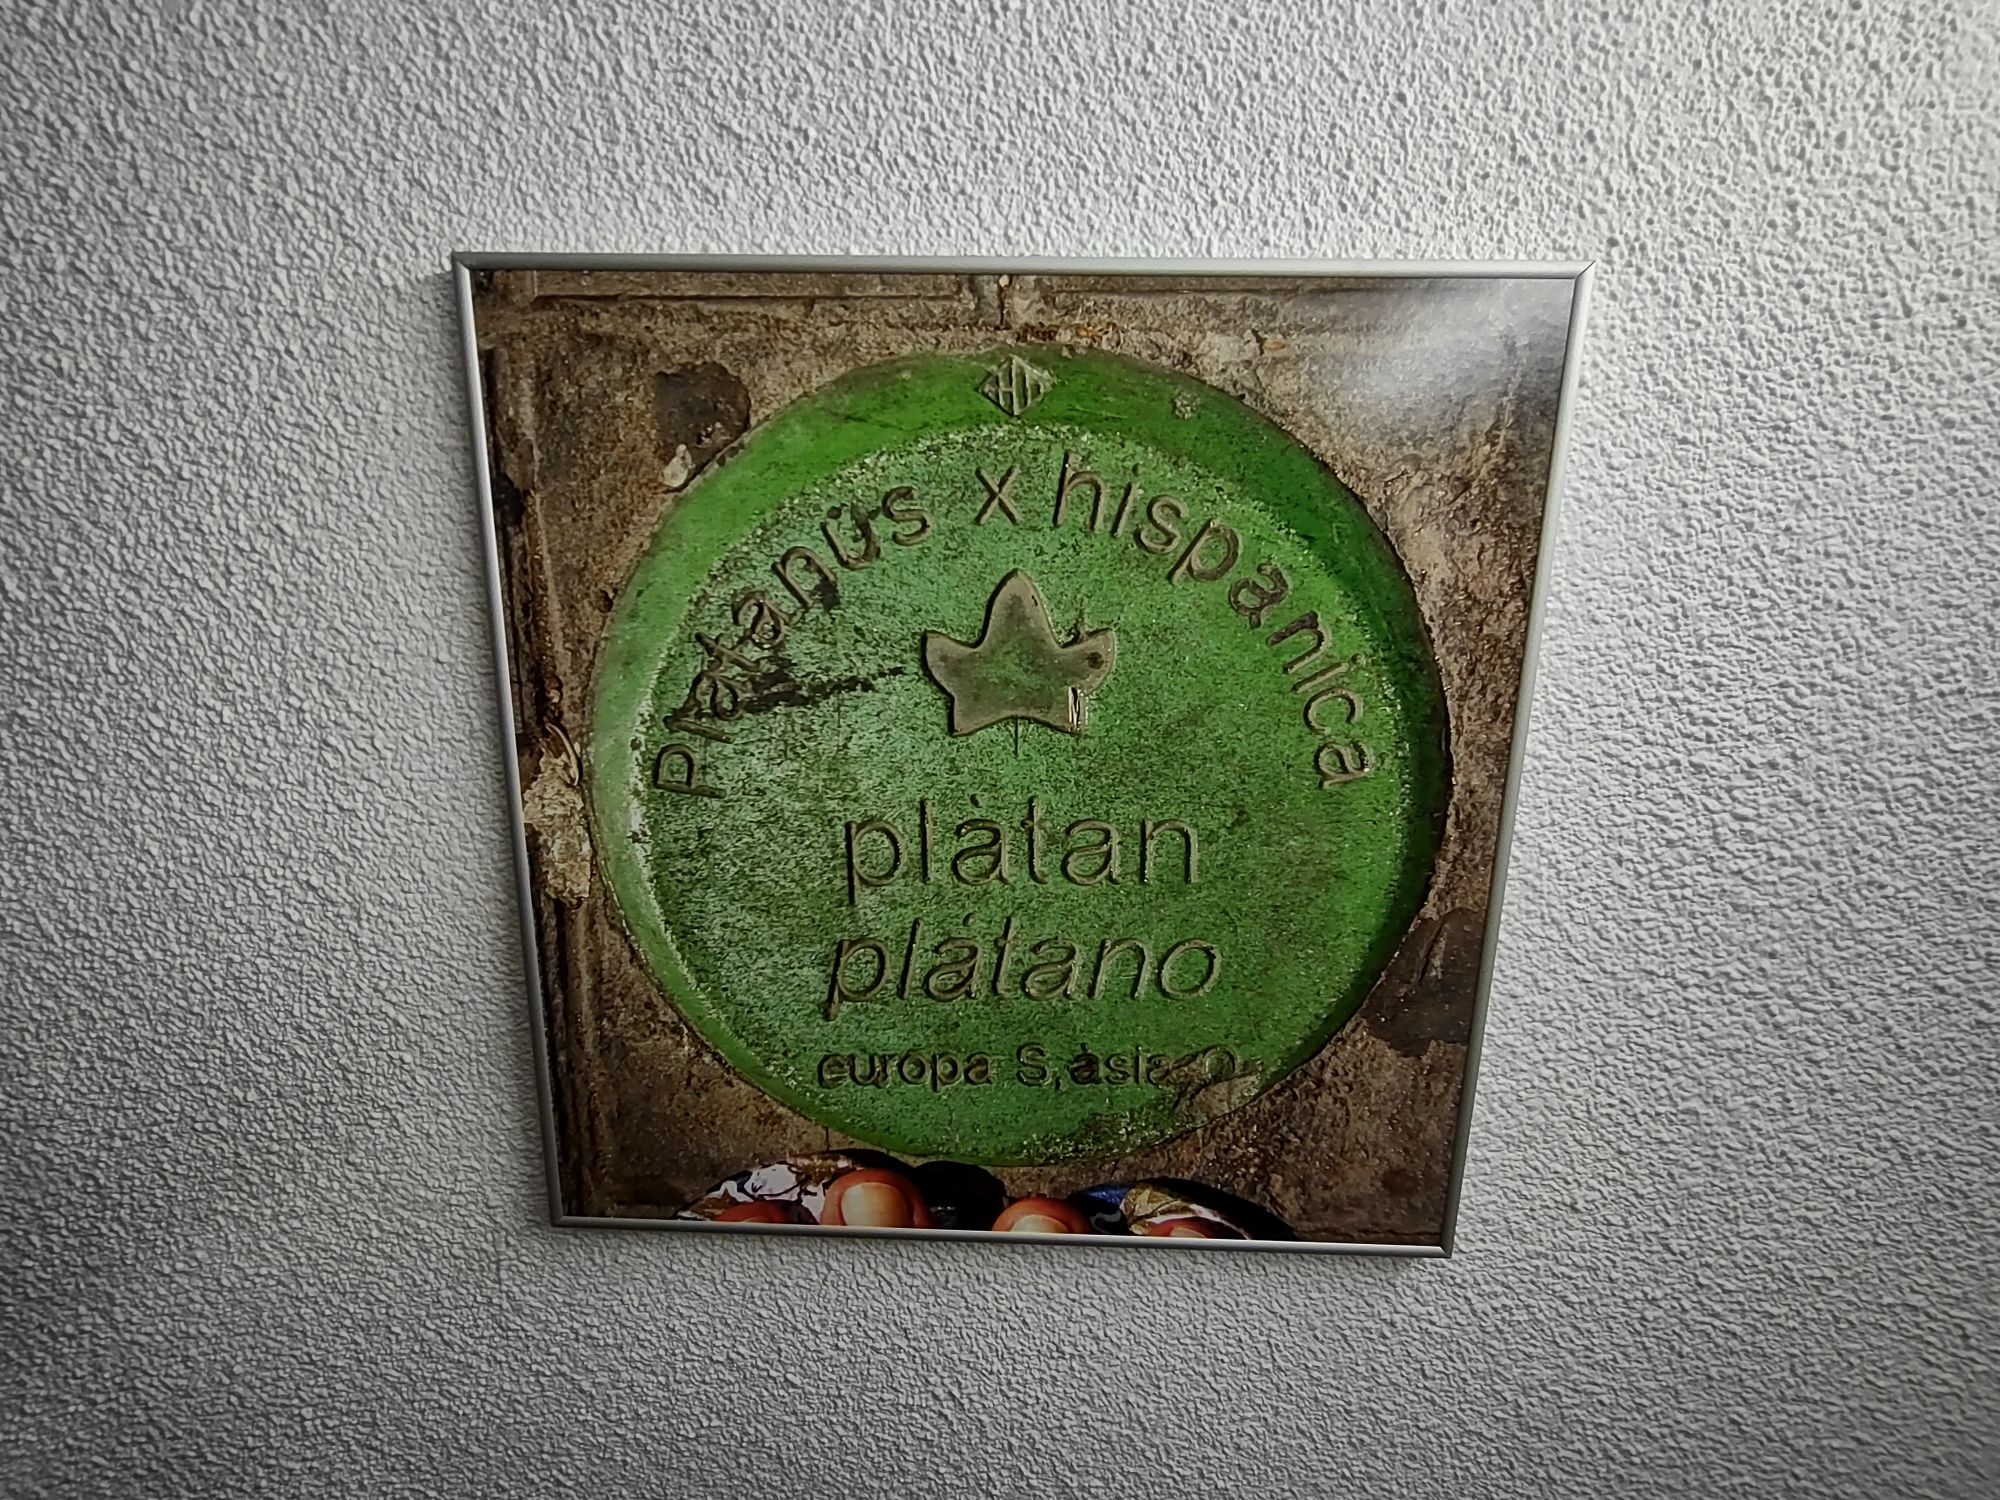 Platanus x hispanica
M
plàtan
plátano
europa S, àsia O